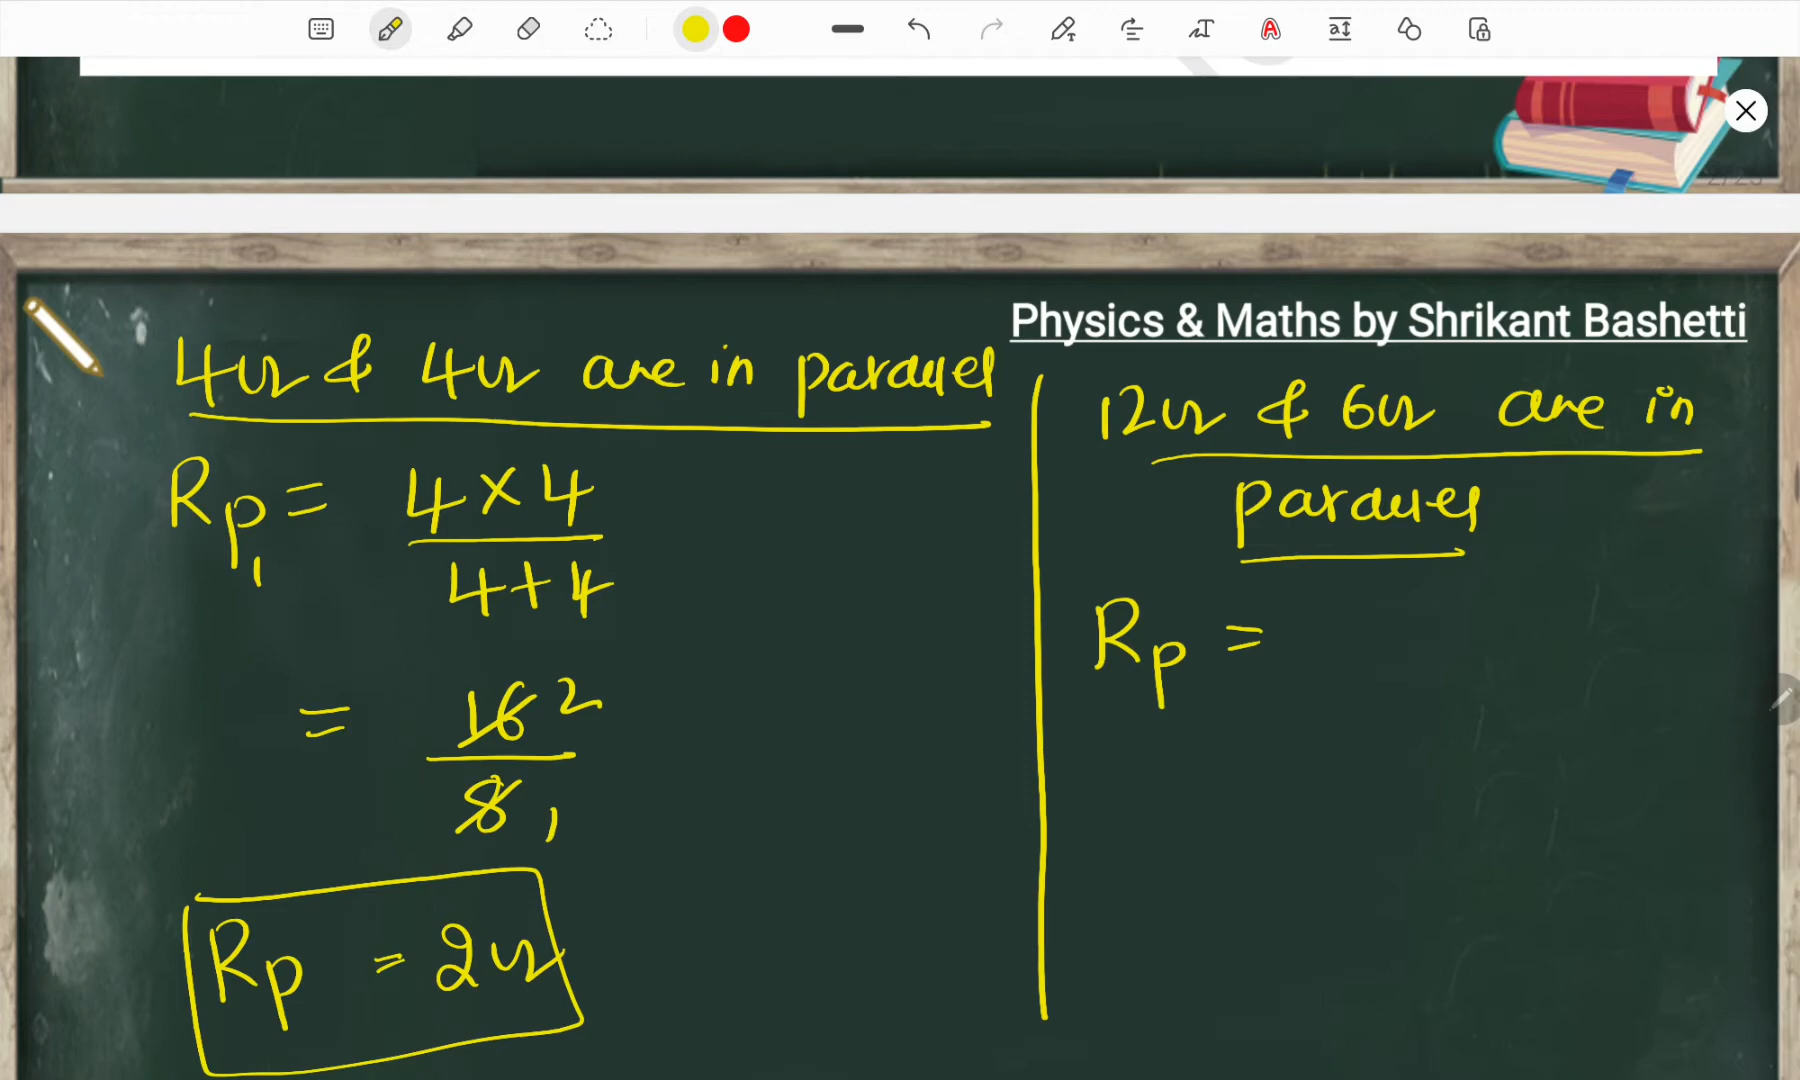 Physics & Maths by Shrikant Bashetti
4Ω & 4Ω are in parallel
Rp₁ = 4 × 4 / 4 + 4
= 16 2 / 8 1
Rp = 2Ω
12Ω & 6Ω are in
parallel
Rp =